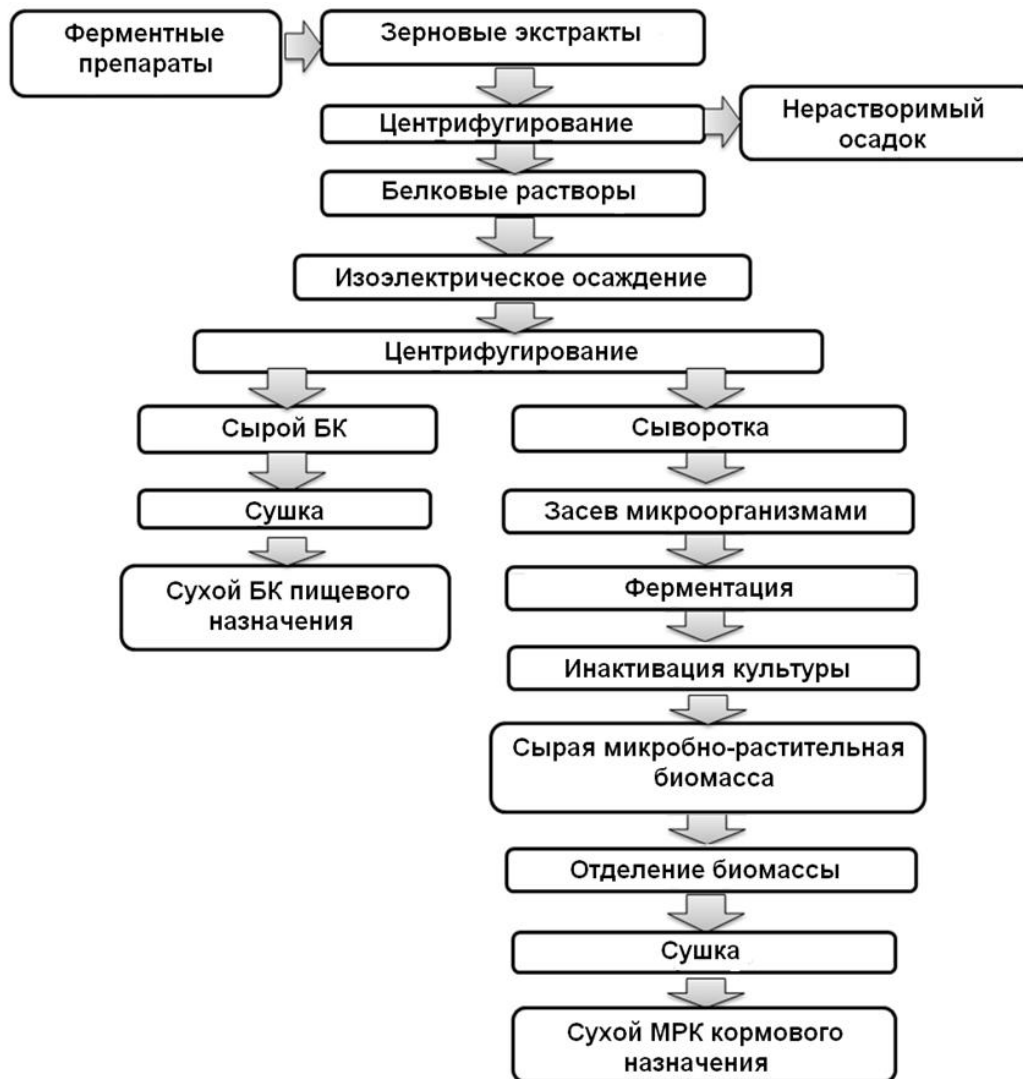 Ферментные
препараты
Зерновые экстракты
Центрифугирование
Нерастворимый
осадок
Белковые растворы
Изоэлектрическое осаждение
Центрифугирование
Сырой БК
Сушка
Сухой БК пищевого
назначения
Сыворотка
Засев микроорганизмами
Ферментация
Инактивация культуры
Сырая микробно-растительная
биомасса
Отделение биомассы
Сушка
Сухой МРК кормового
назначения